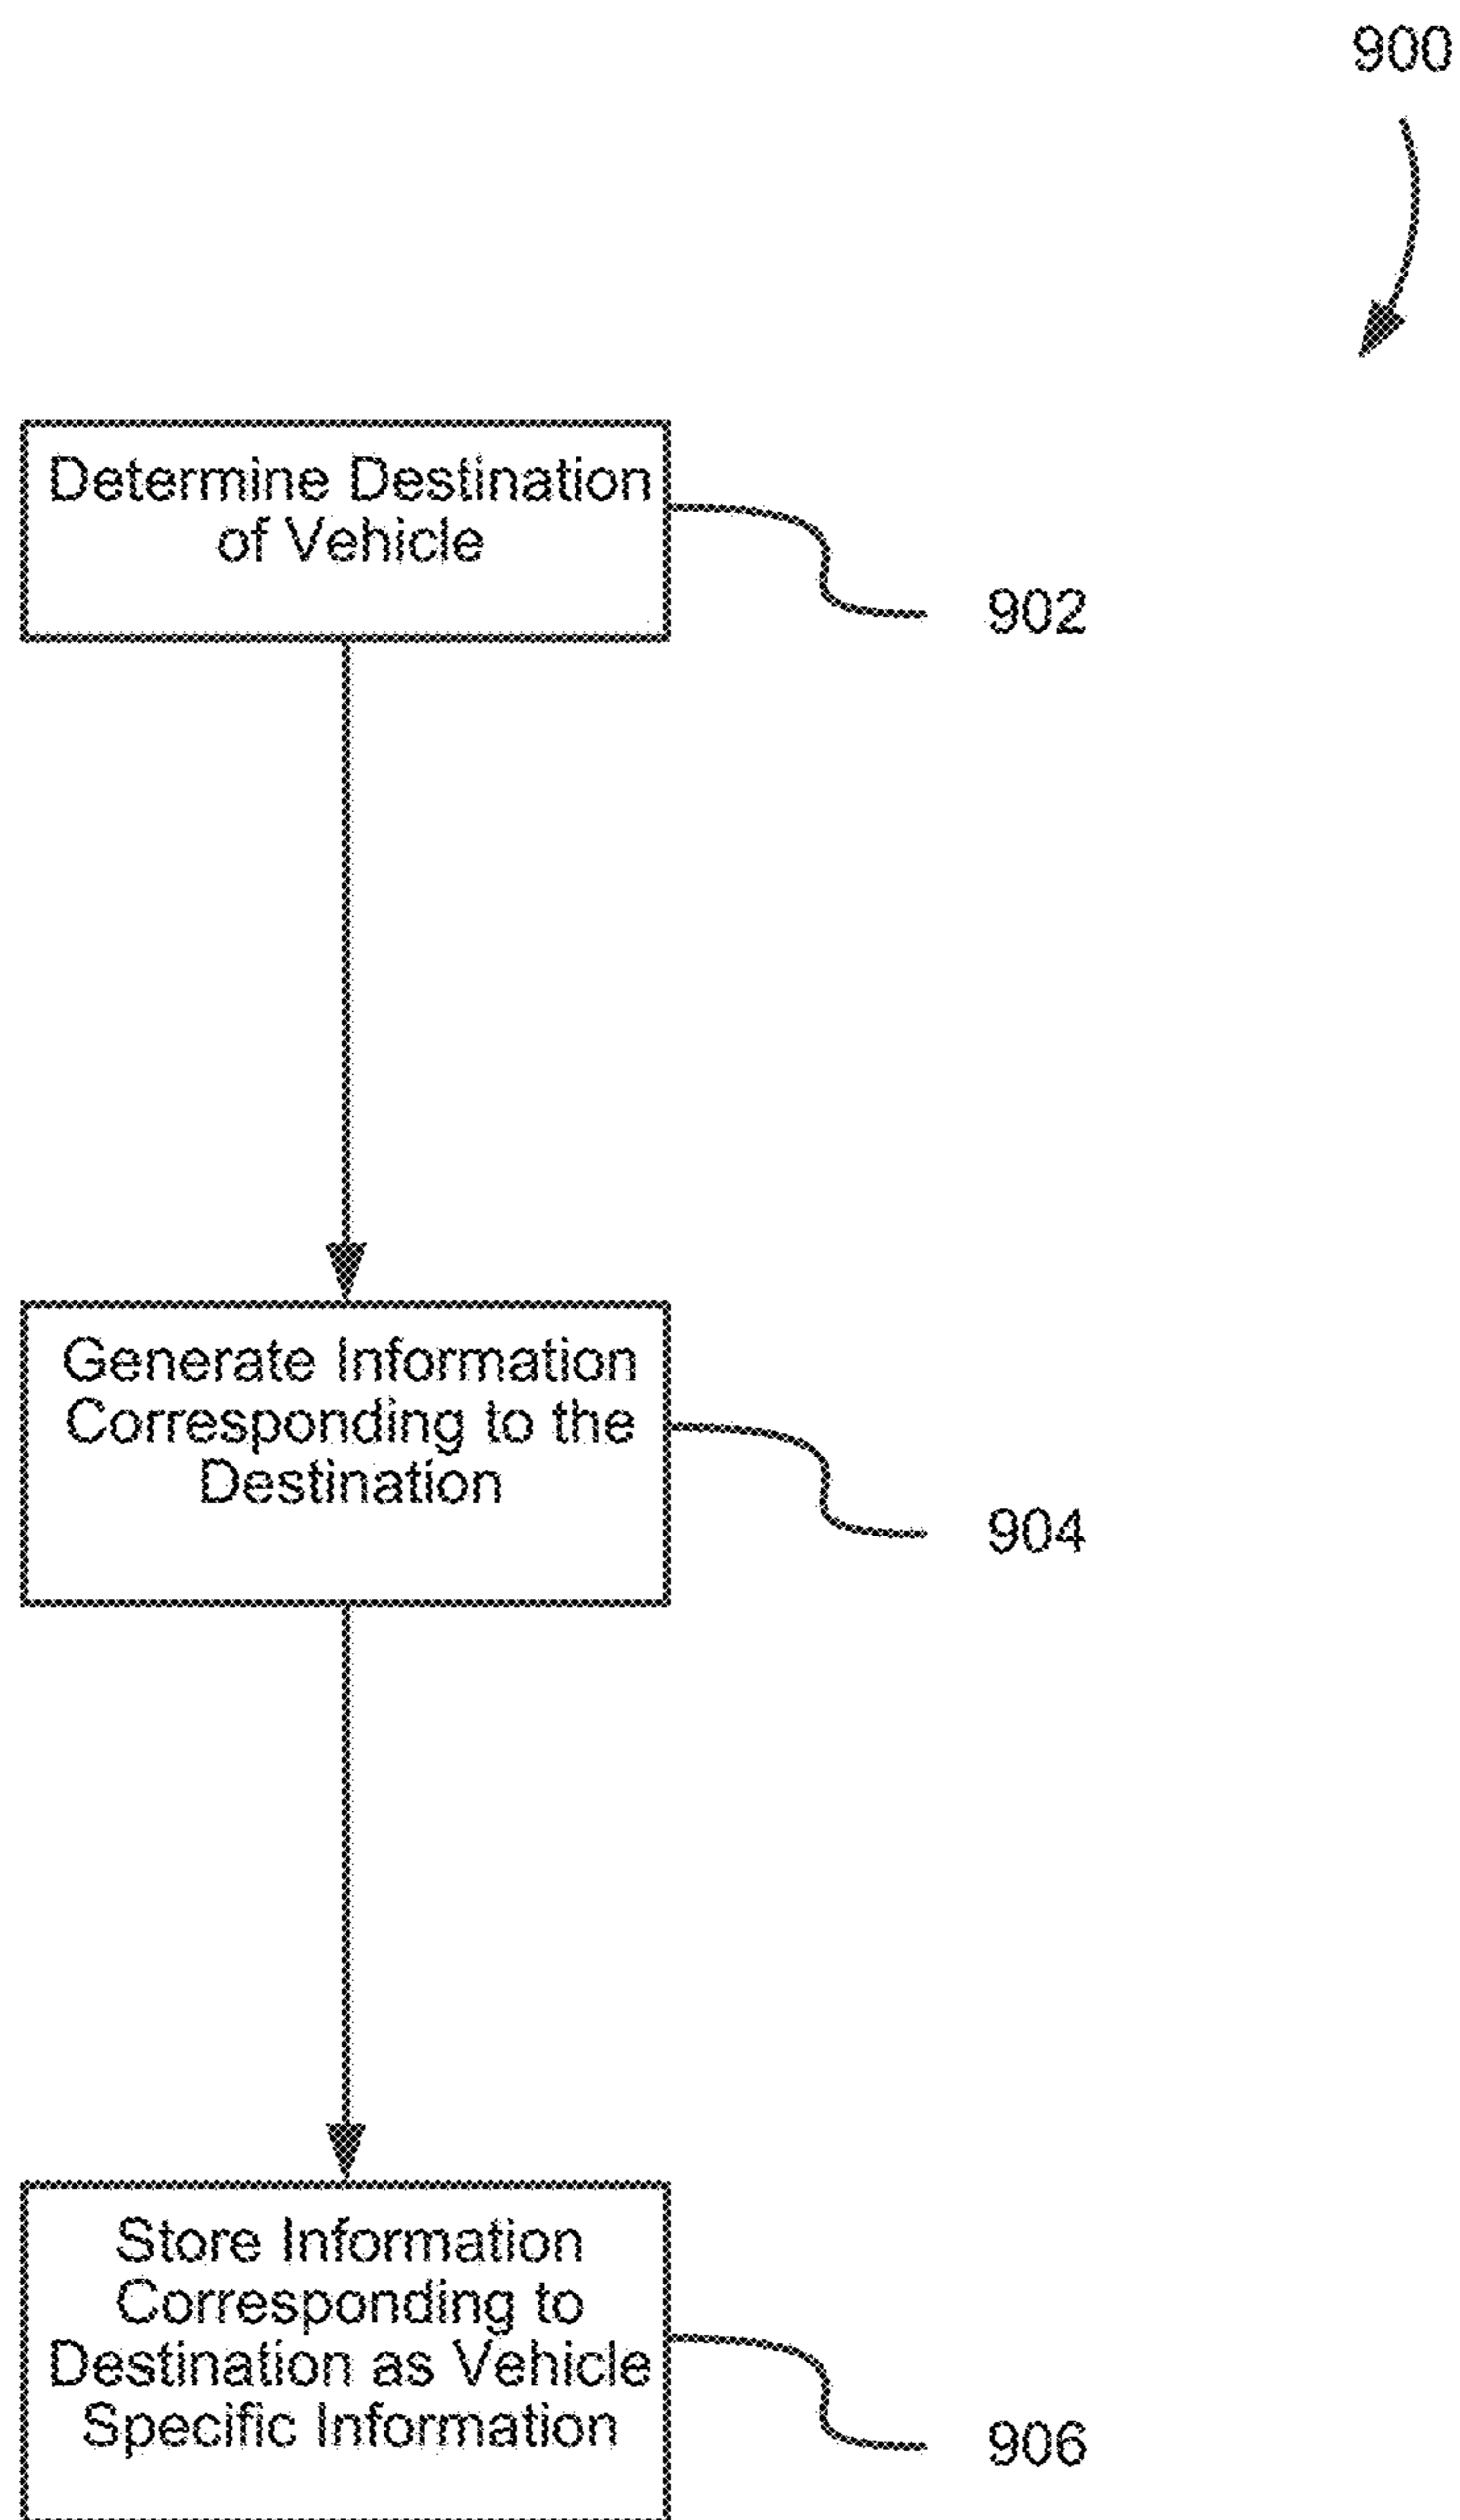 900
Determine Destination
of Vehicle
902
Generate Information
Corresponding to the
Destination
904
Store Information
Corresponding to
Destination as Vehicle
Specific Information
906